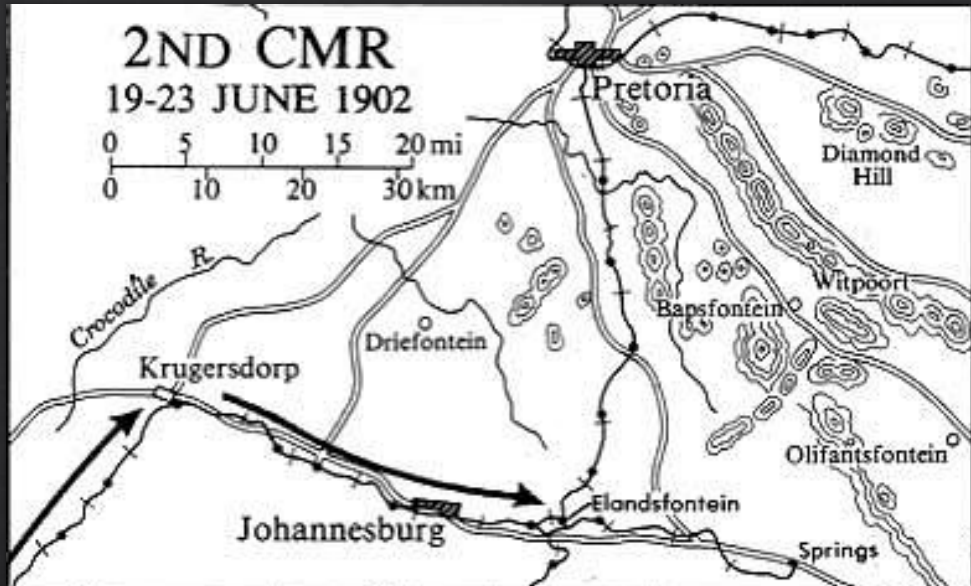 2ND CMR
19-23 JUNE 1902
0 5 10 15 20 mi
0 10 20 30 km
Pretoria
Diamond
Hill
Crocodile R.
Witpoort
Bapsfontein
Driefontein
Krugersdorp
Olifantsfontein
Elandsfontein
Johannesburg
Springs